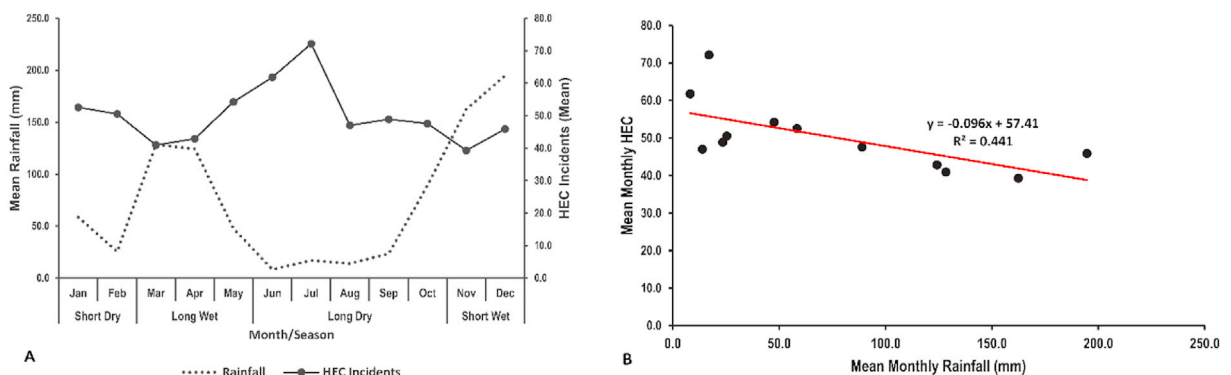 250.0
200.0
150.0
100.0
50.0
0.0
Mean Rainfall (mm)
80.0
70.0
60.0
50.0
40.0
30.0
20.0
10.0
0.0
HEC Incidents (Mean)
Jan Feb Mar Apr May Jun Jul Aug Sep Oct Nov Dec
Short Dry Long Wet Long Dry Short Wet
Month/Season
A
Rainfall HEC Incidents
80.0
70.0
60.0
50.0
40.0
30.0
20.0
10.0
0.0
Mean Monthly HEC
y = -0.096x + 57.41
R² = 0.441
0.0 50.0 100.0 150.0 200.0 250.0
B
Mean Monthly Rainfall (mm)